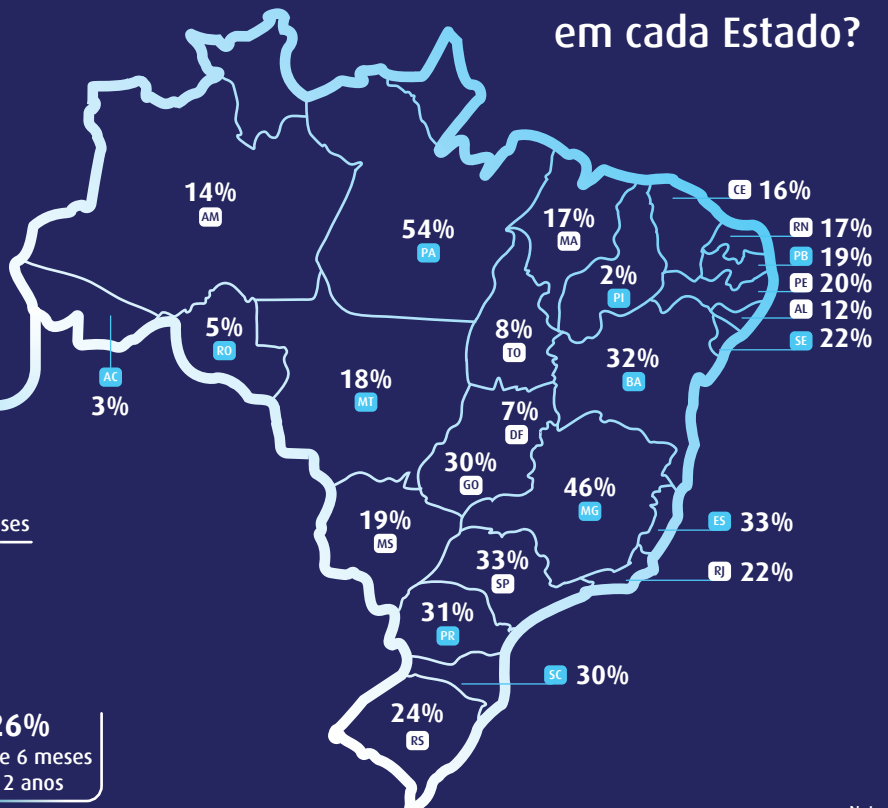 em cada Estado?
CE 16%
14%
AM
17%
MA
RN 17%
54%
PA
PB 19%
2%
PI
PE 20%
AL 12%
5%
RO
8%
TO
SE 22%
32%
BA
AC
3%
18%
MT
7%
DF
30%
GO
46%
MG
ses
19%
MS
ES 33%
33%
SP
RJ 22%
31%
PR
SC 30%
24%
RS
26%
e 6 meses
2 anos